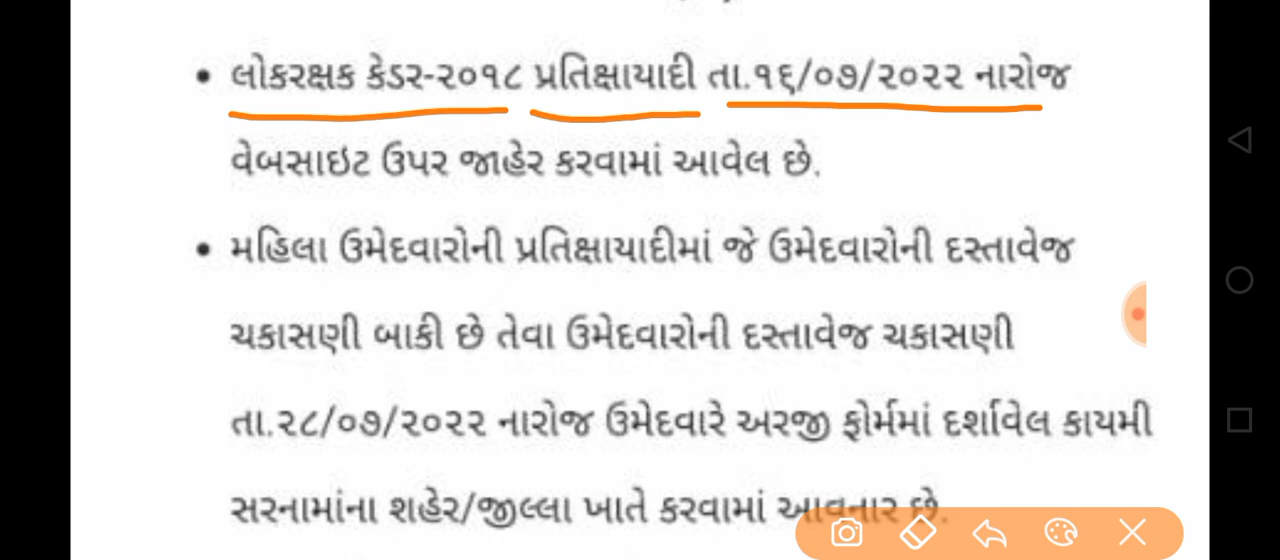 • લોકરક્ષક કેડર-૨૦૧૮ પ્રતિક્ષાયાદી તા.૧૬/૦૭/૨૦૨૨ નારોજ
વેબસાઇટ ઉપર જાહેર કરવામાં આવેલ છે.
• મહિલા ઉમેદવારોની પ્રતિક્ષાયાદીમાં જે ઉમેદવારોની દસ્તાવેજ
ચકાસણી બાકી છે તેવા ઉમેદવારોની દસ્તાવેજ ચકાસણી
તા.૨૮/૦૭/૨૦૨૨ નારોજ ઉમેદવારે અરજી ફોર્મમાં દર્શાવેલ કાયમી
સરનામાંના શહેર/જીલ્લા ખાતે કરવામાં આવનાર છે.